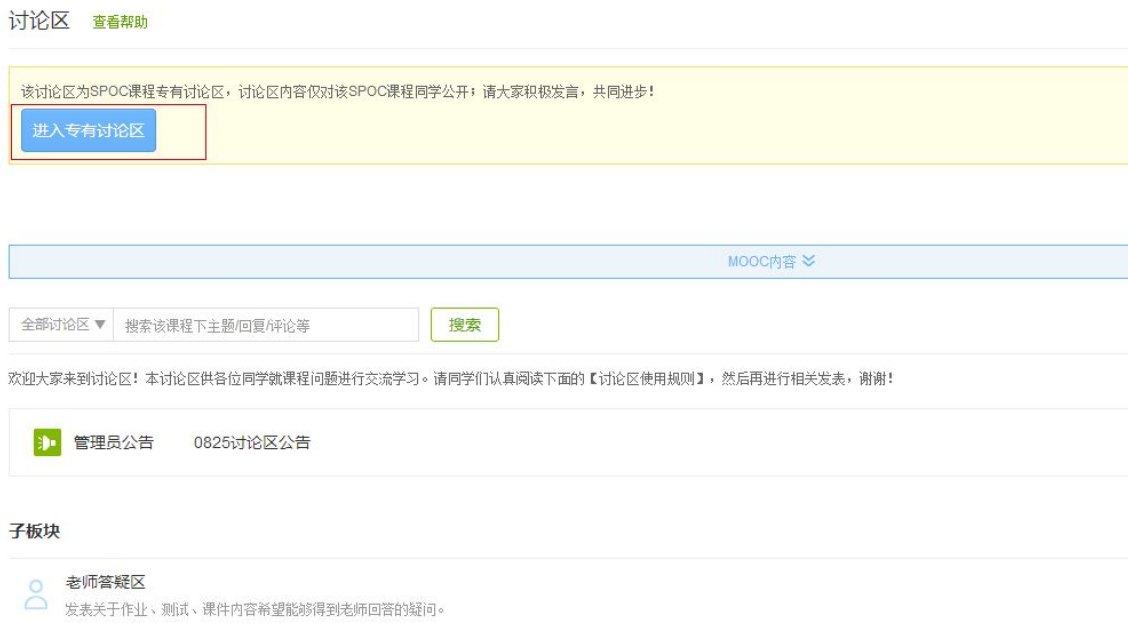 讨论区 查看帮助
该讨论区为SPOC课程专有讨论区，讨论区内容仅对该SPOC课程同学公开；请大家积极发言，共同进步！
进入专有讨论区
MOOC内容
全部讨论区 ▼ 搜索该课程下主题/回复/评论等 搜索
欢迎大家来到讨论区！本讨论区供各位同学就课程问题进行交流学习。请同学们认真阅读下面的【讨论区使用规则】，然后再进行相关发表，谢谢！
管理员公告 0825讨论区公告
子板块
老师答疑区
发表关于作业、测试、课件内容希望能够得到老师回答的疑问。